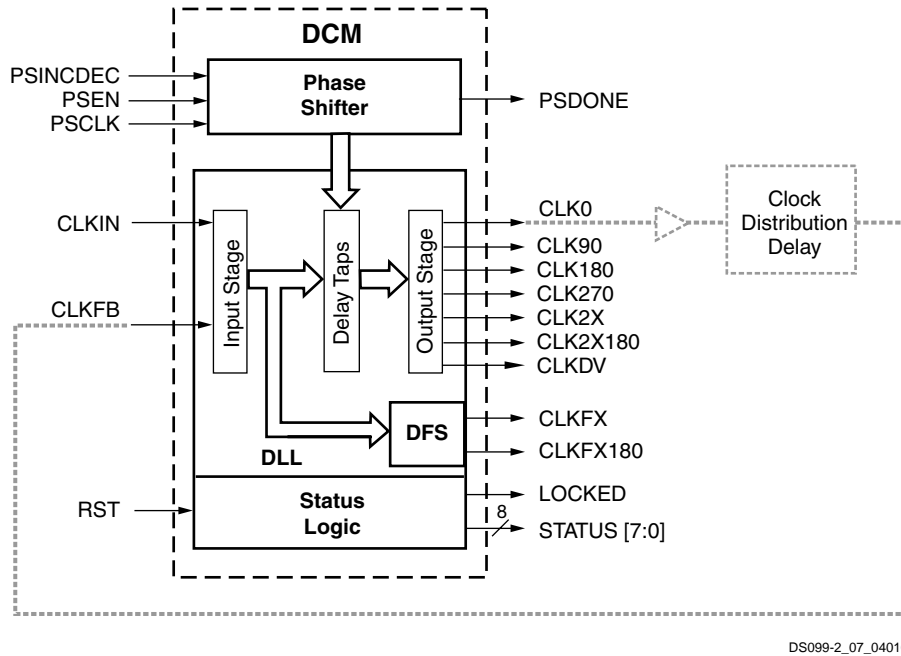 DCM
PSINCDEC
PSEN
PSCLK
Phase
Shifter
PSDONE
CLKIN
CLKFB
Input Stage
Delay Taps
Output Stage
CLK0
CLK90
CLK180
CLK270
CLK2X
CLK2X180
CLKDV
Clock
Distribution
Delay
DFS
CLKFX
CLKFX180
DLL
RST
Status
Logic
LOCKED
8
STATUS [7:0]
DS099-2_07_0401